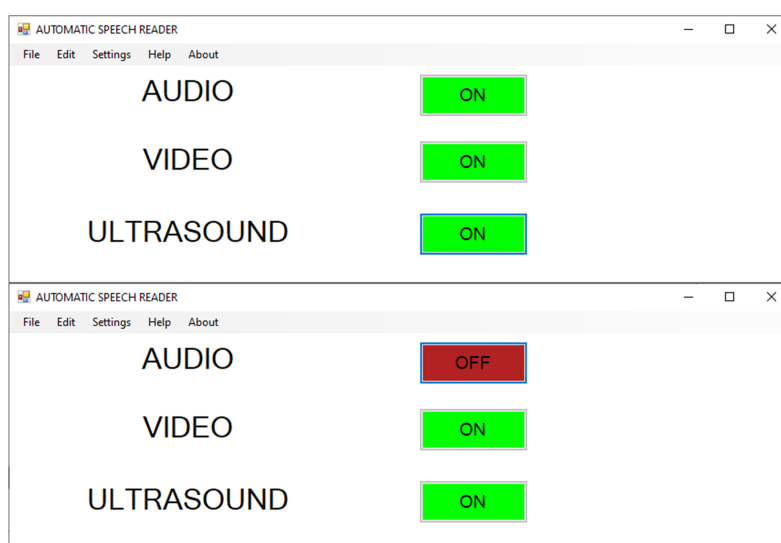 AUTOMATIC SPEECH READER
File Edit Settings Help About
AUDIO ON
VIDEO ON
ULTRASOUND ON
AUTOMATIC SPEECH READER
File Edit Settings Help About
AUDIO OFF
VIDEO ON
ULTRASOUND ON